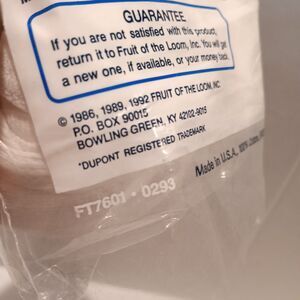 GUARANTEE
If you are not satisfied with this product,
return it to Fruit of the Loom, Inc. You will get
a new one, if available, or your money back.
© 1986, 1989, 1992 FRUIT OF THE LOOM, INC.
P.O. BOX 90015
BOWLING GREEN, KY 42102-9015
*DUPONT REGISTERED TRADEMARK
Made in U.S.A. 100%
FT7601 · 0293